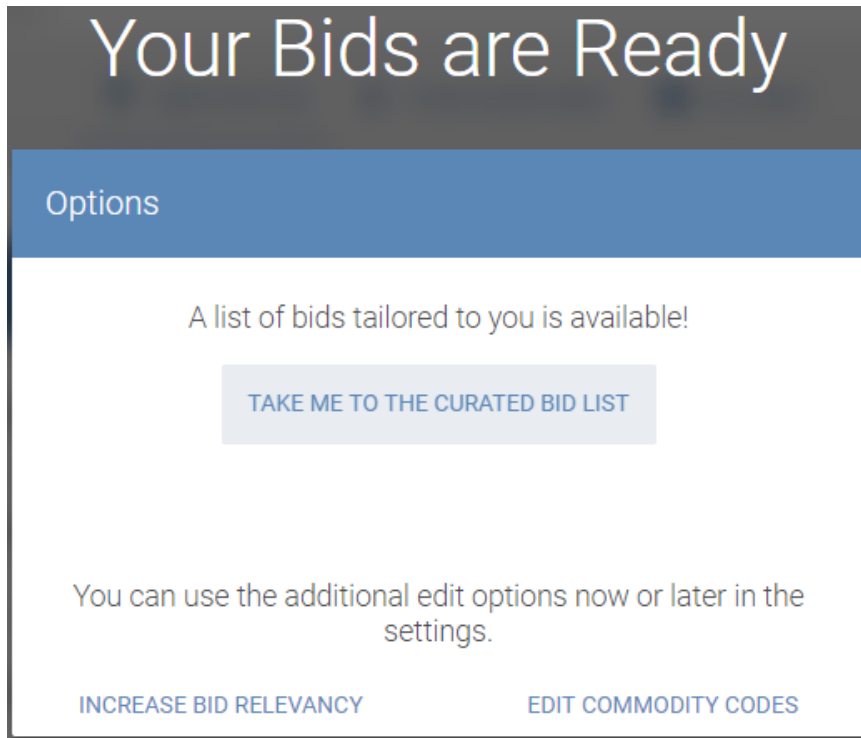 Your Bids are Ready
Options
A list of bids tailored to you is available!
TAKE ME TO THE CURATED BID LIST
You can use the additional edit options now or later in the
settings.
INCREASE BID RELEVANCY
EDIT COMMODITY CODES